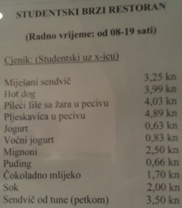 STUDENTSKI BRZI RESTORAN
(Radno vrijeme: od 08-19 sati)
Cjenik: (Studentski uz x-icu)
Miješani sendvič 3,25 kn
Hot dog 3,99 kn
Pileći file sa žara u pecivu 4,03 kn
Pljeskavica u pecivu 4,89 kn
Jogurt 0,63 kn
Voćni jogurt 0,83 kn
Mignoni 2,50 kn
Puding 0,66 kn
Čokoladno mlijeko 1,70 kn
Sok 2,00 kn
Sendvič od tune (petkom) 3,50 kn